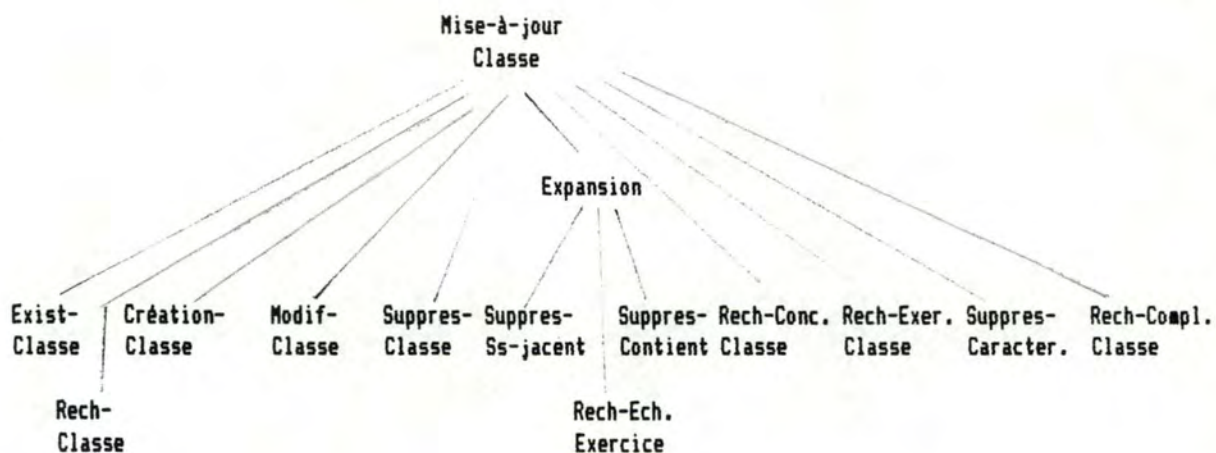 Mise-à-jour
Classe
Expansion
Exist- Création- Modif- Suppres- Suppres- Suppres- Rech-Conc. Rech-Exer. Suppres- Rech-Compl.
Classe Classe Classe Classe Ss-jacent Contient Classe Classe Caracter. Classe
Rech- Rech-Ech.
Classe Exercice